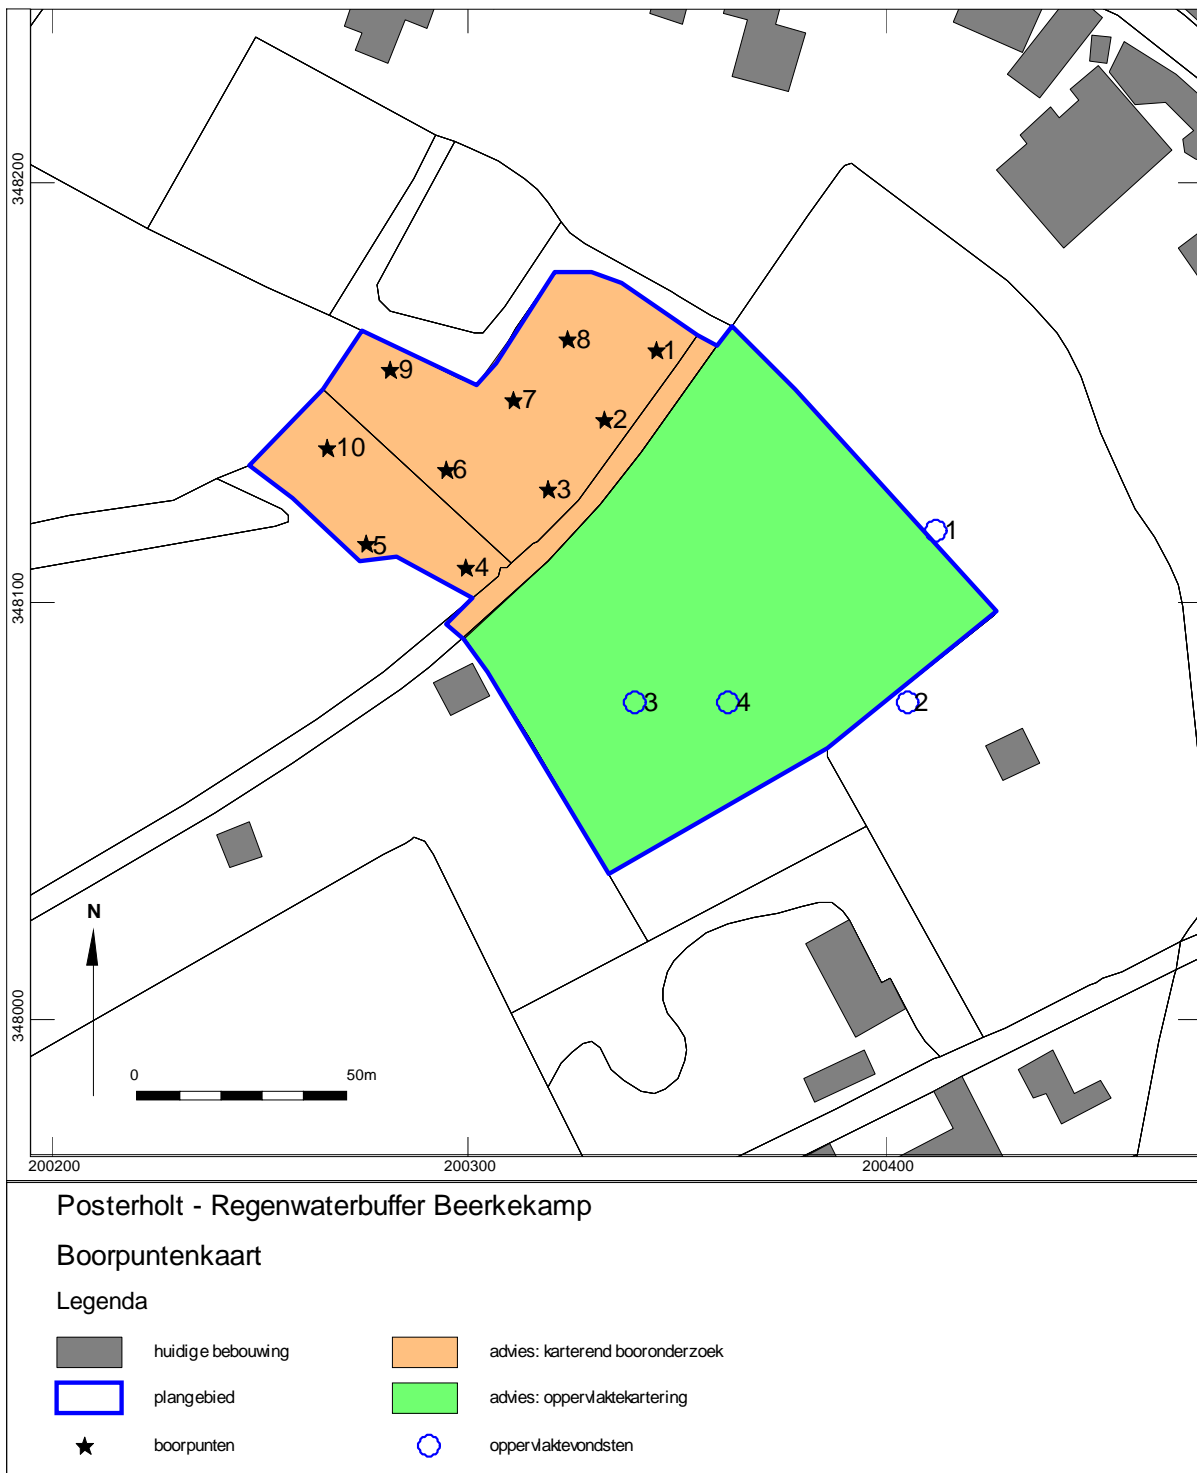 348200
348100
348000
8
1
9
7
2
10
6
3
5
4
1
3
4
2
N
0 50m
200200 200300 200400
Posterholt - Regenwaterbuffer Beerkekamp
Boorpuntenkaart
Legenda
huidige bebouwing
advies: karterend booronderzoek
plangebied
advies: oppervlaktekartering
boorpunten
oppervlaktevondsten